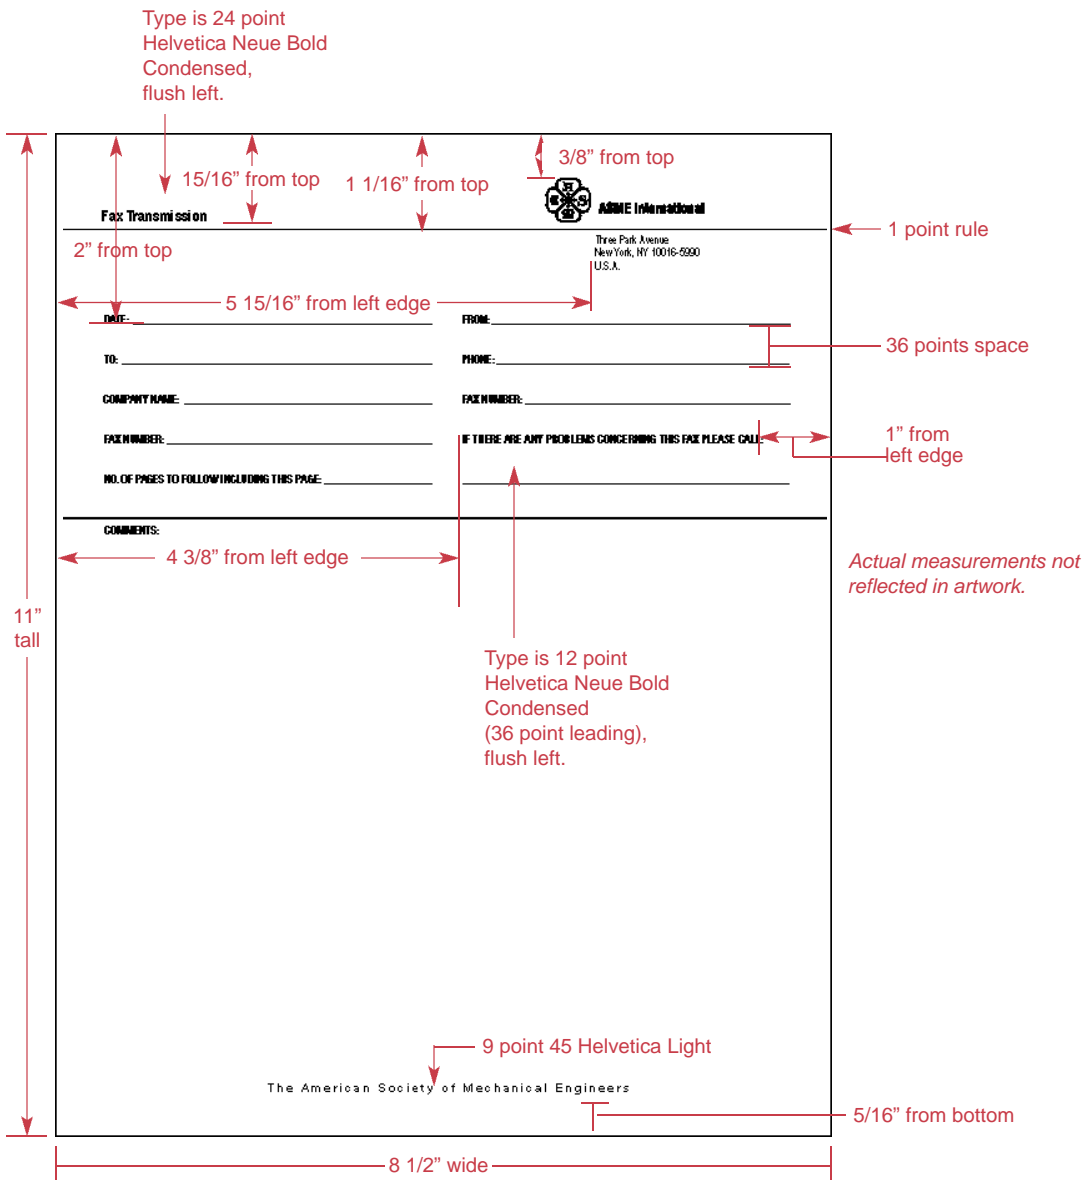 Type is 24 point
Helvetica Neue Bold
Condensed,
flush left.
3/8” from top
15/16” from top
1 1/16” from top
A S M E
ASME International
Fax Transmission
1 point rule
2” from top
Three Park Avenue
New York, NY 10016-5990
U.S.A.
5 15/16” from left edge
DATE:
FROM:
36 points space
TO:
PHONE:
COMPANY NAME:
FAX NUMBER:
FAX NUMBER:
IF THERE ARE ANY PROBLEMS CONCERNING THIS FAX PLEASE CALL:
1” from
left edge
NO. OF PAGES TO FOLLOW INCLUDING THIS PAGE:
COMMENTS:
4 3/8” from left edge
Actual measurements not
reflected in artwork.
11”
tall
Type is 12 point
Helvetica Neue Bold
Condensed
(36 point leading),
flush left.
9 point 45 Helvetica Light
The American Society of Mechanical Engineers
5/16” from bottom
8 1/2” wide